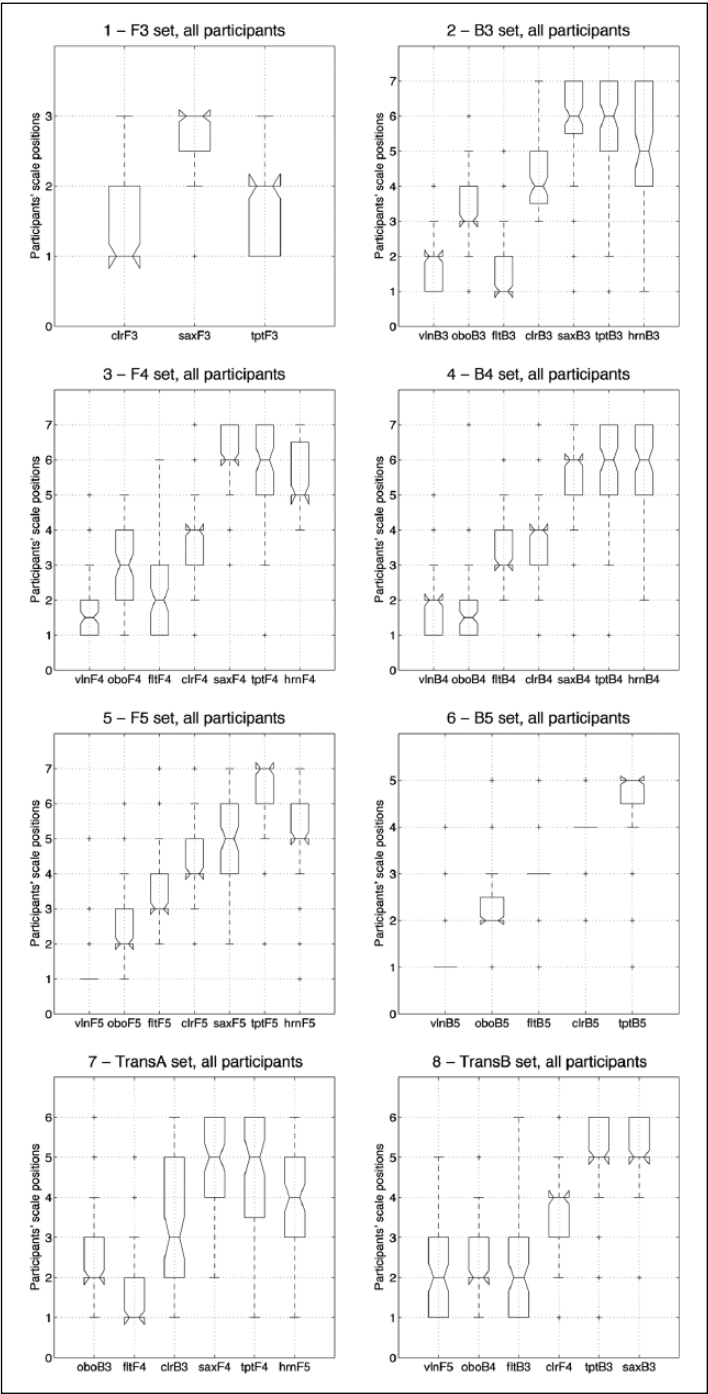 1 – F3 set, all participants
Participants' scale positions
3
2
1
0
clrF3 saxF3 tptF3
2 – B3 set, all participants
Participants' scale positions
7
6
5
4
3
2
1
0
vlnB3 oboB3 fltB3 clrB3 saxB3 tptB3 hrnB3
3 – F4 set, all participants
Participants' scale positions
7
6
5
4
3
2
1
0
vlnF4 oboF4 fltF4 clrF4 saxF4 tptF4 hrnF4
4 – B4 set, all participants
Participants' scale positions
7
6
5
4
3
2
1
0
vlnB4 oboB4 fltB4 clrB4 saxB4 tptB4 hrnB4
5 – F5 set, all participants
Participants' scale positions
7
6
5
4
3
2
1
0
vlnF5 oboF5 fltF5 clrF5 saxF5 tptF5 hrnF5
6 – B5 set, all participants
Participants' scale positions
5
4
3
2
1
0
vlnB5 oboB5 fltB5 clrB5 tptB5
7 – TransA set, all participants
Participants' scale positions
6
5
4
3
2
1
0
oboB3 fltF4 clrB3 saxF4 tptF4 hrnF5
8 – TransB set, all participants
Participants' scale positions
6
5
4
3
2
1
0
vlnF5 oboB4 fltB3 clrF4 tptB3 saxB3